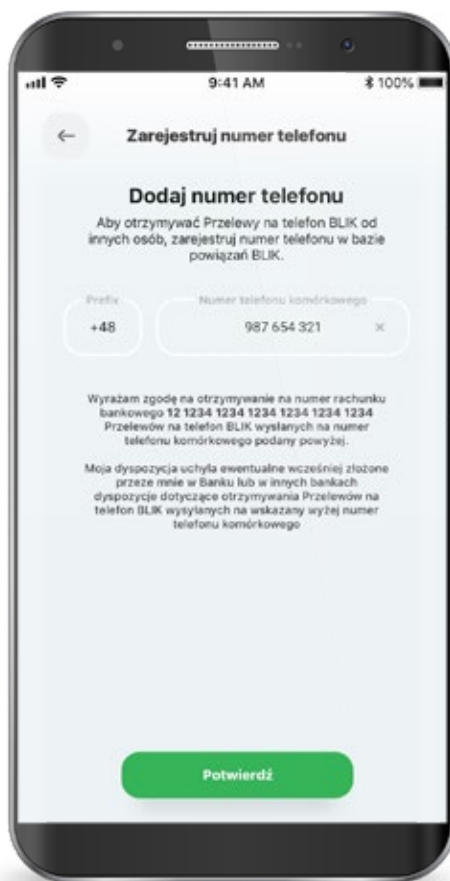 9:41 AM
100%
Zarejestruj numer telefonu
Dodaj numer telefonu
Aby otrzymywać Przelewy na telefon BLIK od
innych osób, zarejestruj numer telefonu w bazie
powiązań BLIK.
Prefix
Numer telefonu komórkowego
+48
987 654 321
Wyrażam zgodę na otrzymywanie na numer rachunku
bankowego 12 1234 1234 1234 1234 1234 1234
Przelewów na telefon BLIK wysłanych na numer
telefonu komórkowego podany powyżej.
Moja dyspozycja uchyla ewentualne wcześniej złożone
przeze mnie w Banku lub w innych bankach
dyspozycje dotyczące otrzymywania Przelewów na
telefon BLIK wysyłanych na wskazany wyżej numer
telefonu komórkowego
Potwierdź